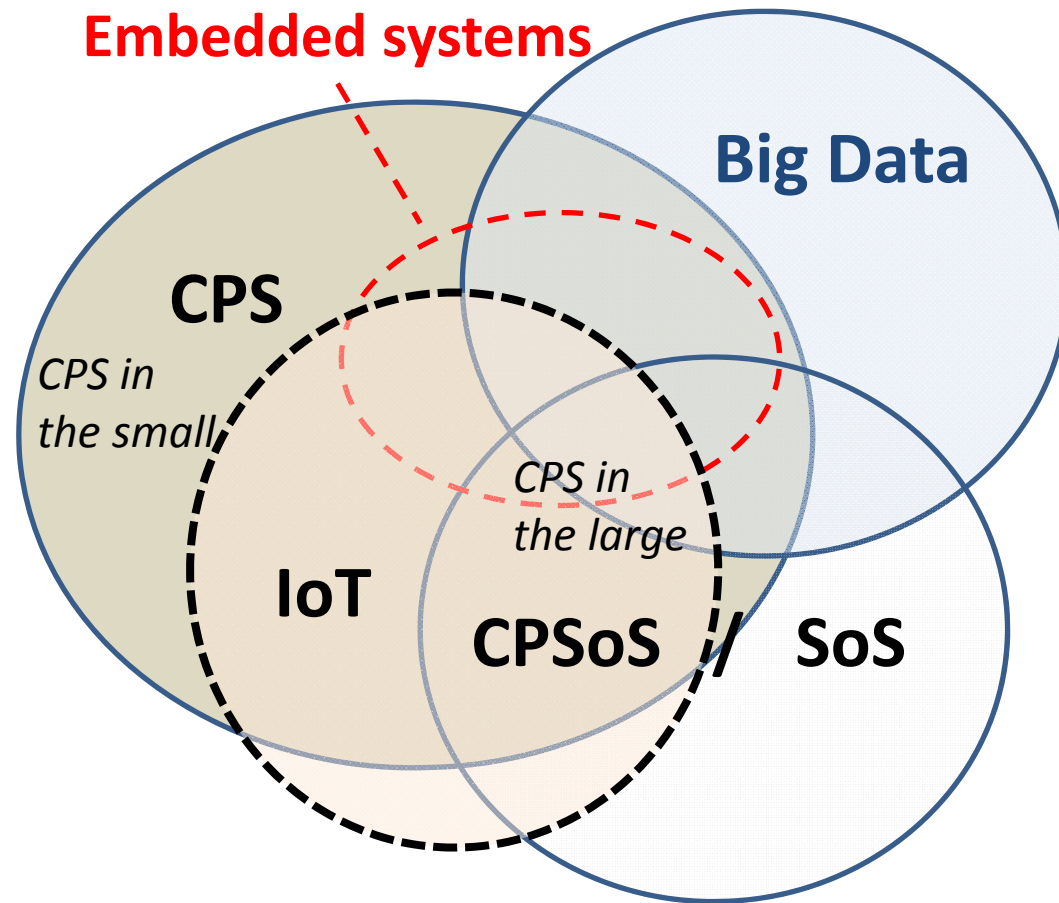 Embedded systems
Big Data
CPS
CPS in
the small
CPS in
the large
IoT
CPSoS / SoS